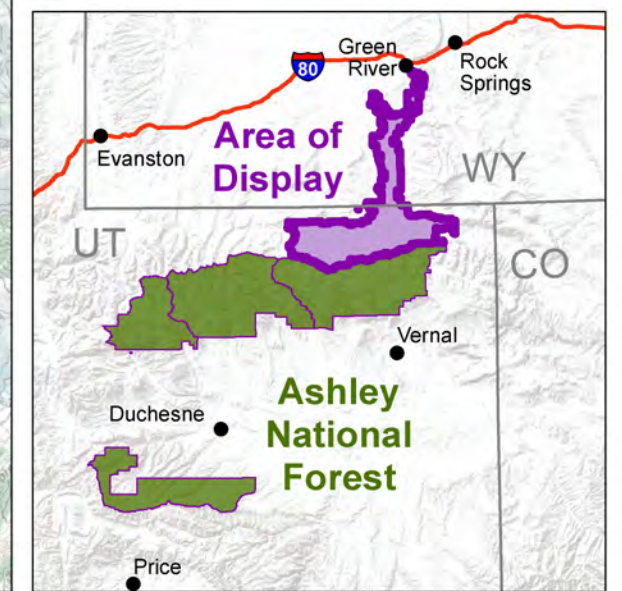 Green
River
Rock
Springs
80
Evanston
Area of
Display
WY
UT
CO
Vernal
Ashley
National
Forest
Duchesne
Price